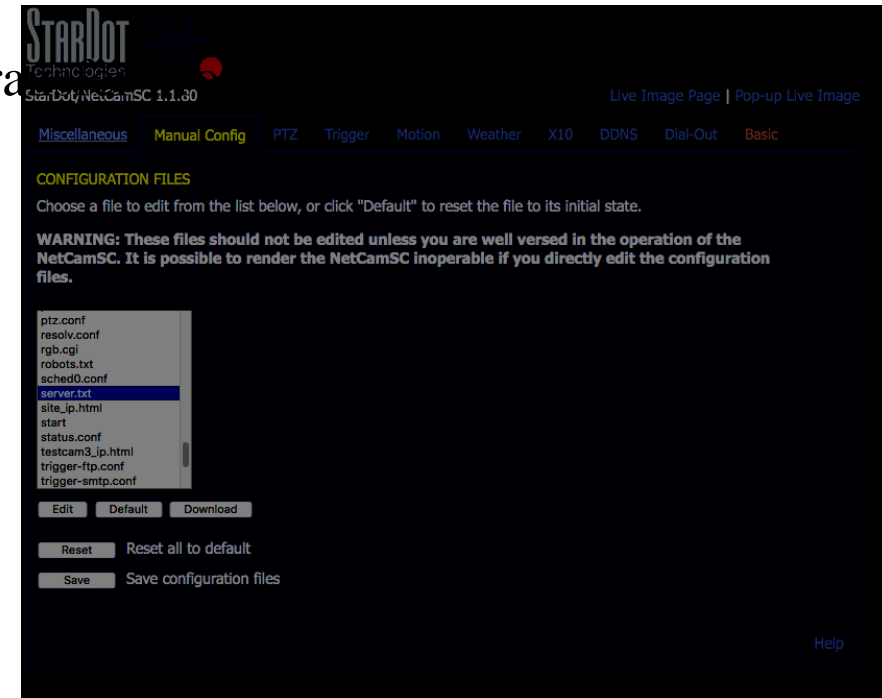 STARDOT
Technologies
ra
StarDot/NetCamSC 1.1.80
Live Image Page | Pop-up Live Image
Miscellaneous Manual Config PTZ Trigger Motion Weather X10 DDNS Dial-Out Basic
CONFIGURATION FILES
Choose a file to edit from the list below, or click "Default" to reset the file to its initial state.
WARNING: These files should not be edited unless you are well versed in the operation of the
NetCamSC. It is possible to render the NetCamSC inoperable if you directly edit the configuration
files.
ptz.conf
resolv.conf
rgb.cgi
robots.txt
sched0.conf
server.txt
site_ip.html
start
status.conf
testcam3_ip.html
trigger-ftp.conf
trigger-smtp.conf
Edit Default Download
Reset Reset all to default
Save Save configuration files
Help